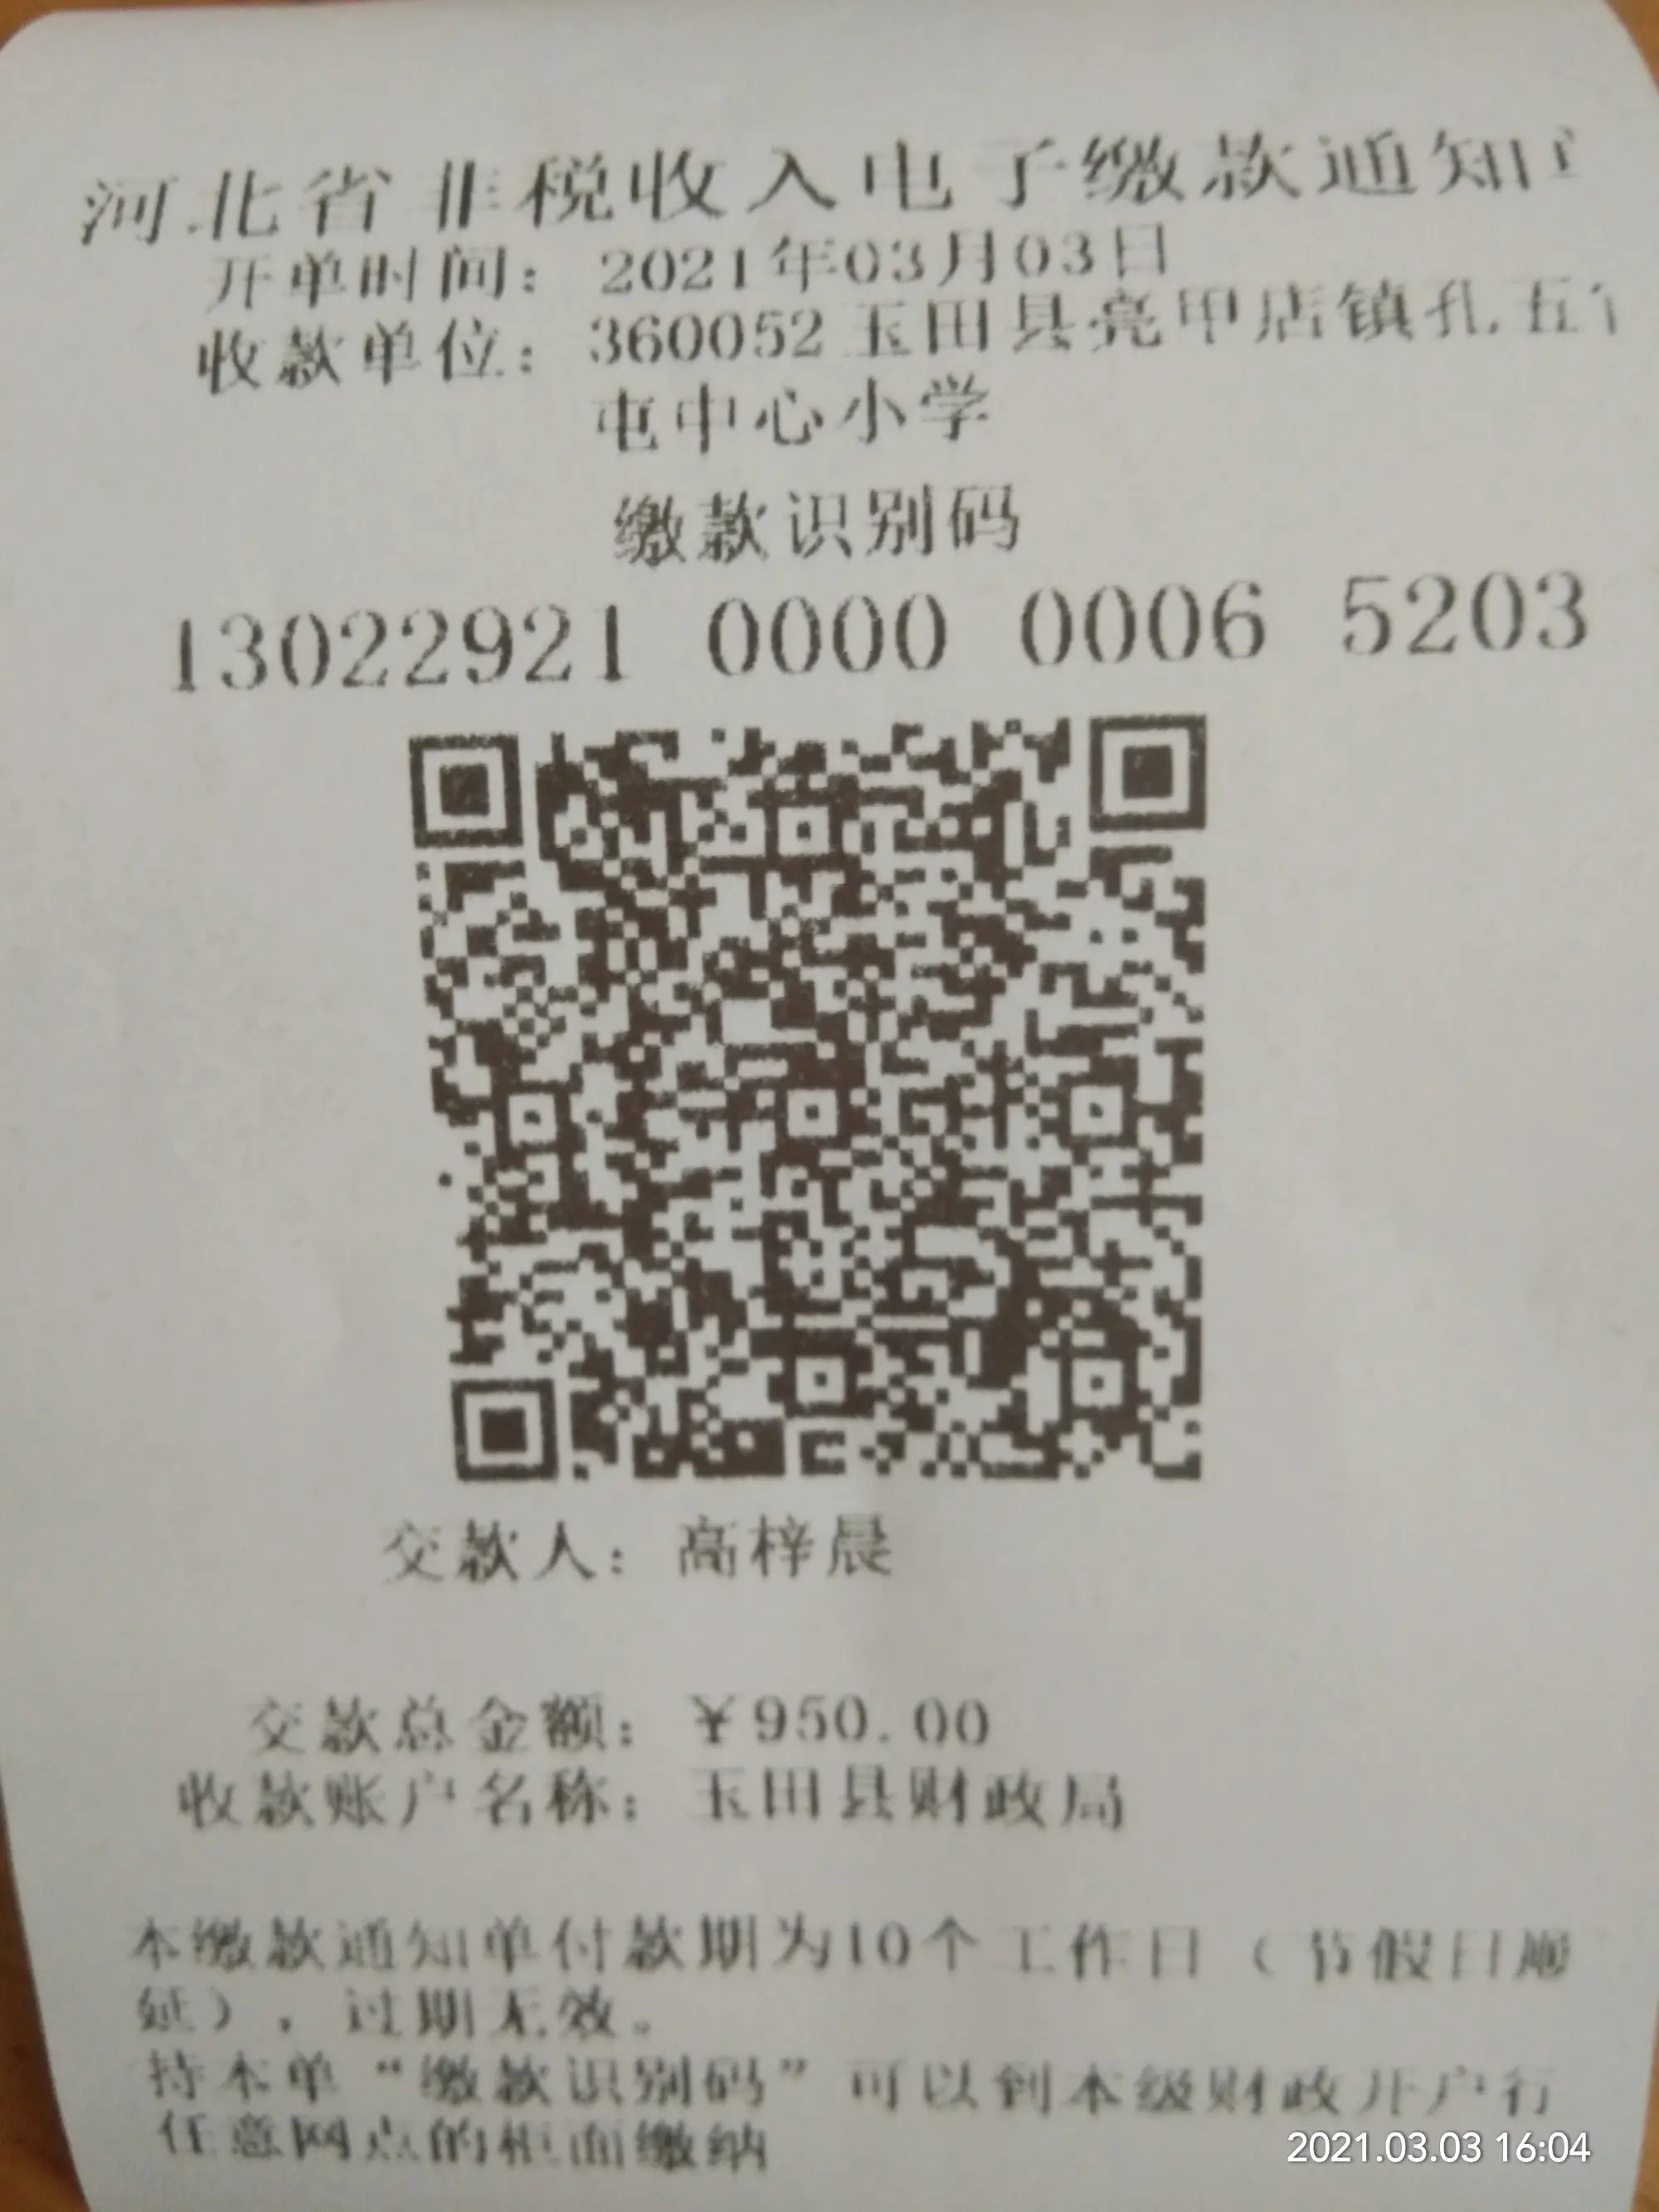 河北省非税收入电子缴款通知
开单时间：2021年03月03日
收款单位：360052玉田县亮甲店镇孔五
屯中心小学
缴款识别码
13022921 0000 0006 5203
交款人：高梓晨
交款总金额：￥950.00
收款账户名称：玉田县财政局
本缴款通知单付款期为10个工作日（节假日顺
延），过期无效。
持本单“缴款识别码”可以到本级财政开户行
任意网点的柜面缴纳
2021.03.03 16:04